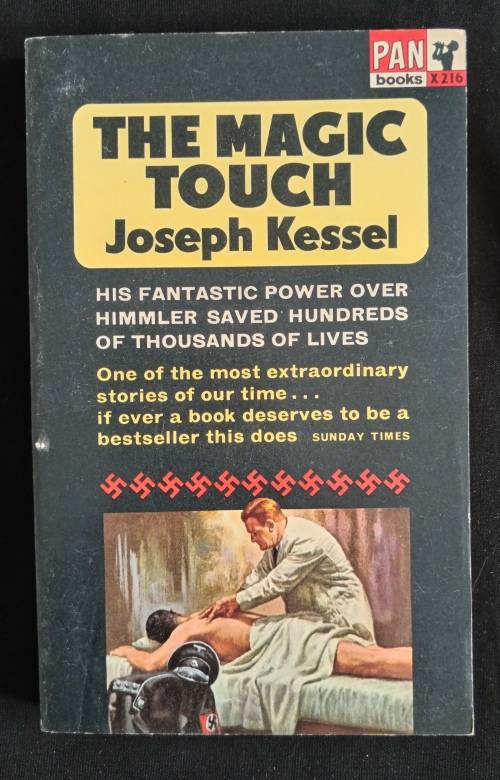 PAN
books X216
THE MAGIC
TOUCH
Joseph Kessel
HIS FANTASTIC POWER OVER
HIMMLER SAVED HUNDREDS
OF THOUSANDS OF LIVES
One of the most extraordinary
stories of our time...
if ever a book deserves to be a
bestseller this does SUNDAY TIMES